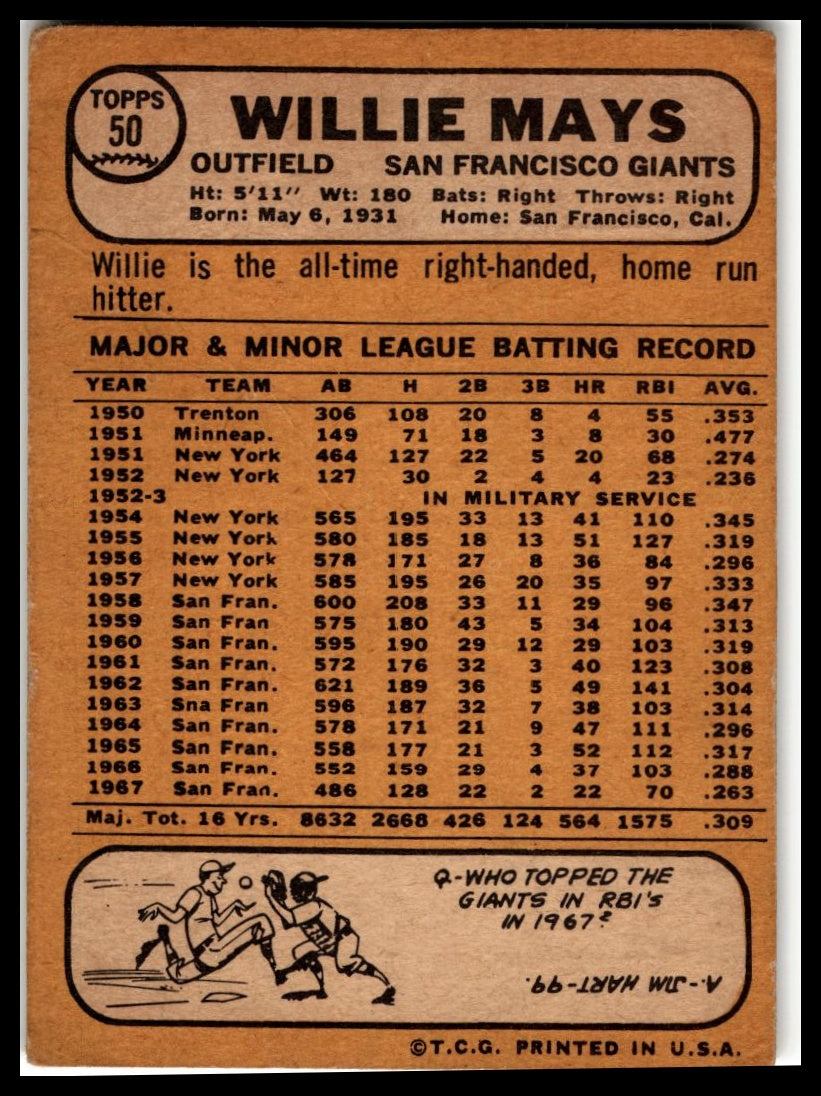 TOPPS
50
WILLIE MAYS
OUTFIELD SAN FRANCISCO GIANTS
Ht: 5'11" Wt: 180 Bats: Right Throws: Right
Born: May 6, 1931 Home: San Francisco, Cal.
Willie is the all-time right-handed, home run
hitter.
MAJOR & MINOR LEAGUE BATTING RECORD
YEAR TEAM AB H 2B 3B HR RBI AVG.
1950 Trenton 306 108 20 8 4 55 .353
1951 Minneap. 149 71 18 3 8 30 .477
1951 New York 464 127 22 5 20 68 .274
1952 New York 127 30 2 4 4 23 .236
1952-3 IN MILITARY SERVICE
1954 New York 565 195 33 13 41 110 .345
1955 New York 580 185 18 13 51 127 .319
1956 New York 578 171 27 8 36 84 .296
1957 New York 585 195 26 20 35 97 .333
1958 San Fran. 600 208 33 11 29 96 .347
1959 San Fran 575 180 43 5 34 104 .313
1960 San Fran. 595 190 29 12 29 103 .319
1961 San Fran. 572 176 32 3 40 123 .308
1962 San Fran. 621 189 36 5 49 141 .304
1963 Sna Fran 596 187 32 7 38 103 .314
1964 San Fran. 578 171 21 9 47 111 .296
1965 San Fran. 558 177 21 3 52 112 .317
1966 San Fran. 552 159 29 4 37 103 .288
1967 San Fran. 486 128 22 2 22 70 .263
Maj. Tot. 16 Yrs. 8632 2668 426 124 564 1575 .309
Q-WHO TOPPED THE
GIANTS IN RBI'S
IN 1967?
A.-JIM HART-99.
©T.C.G. PRINTED IN U.S.A.